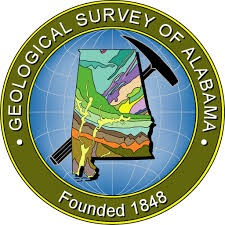 · GEOLOGICAL SURVEY OF ALABAMA ·
Founded 1848